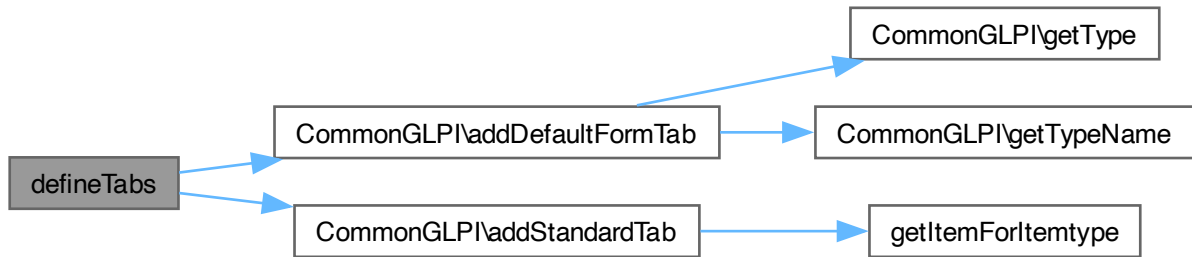 CommonGLPI\getType
CommonGLPI\addDefaultFormTab
CommonGLPI\getTypeName
defineTabs
CommonGLPI\addStandardTab
getItemForItemtype